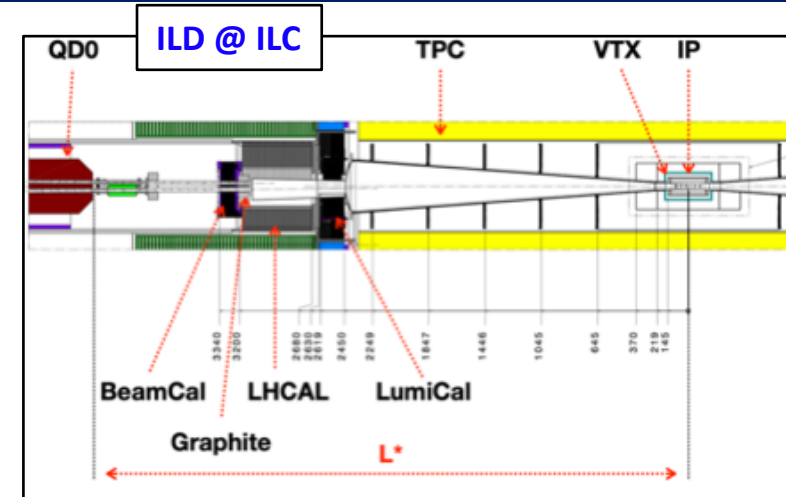 ILD @ ILC
QD0
TPC
VTX
IP
3340
3200
2680
2630
2619
2450
2249
1847
1446
1045
645
370
219
145
BeamCal
LHCAL
LumiCal
Graphite
L*